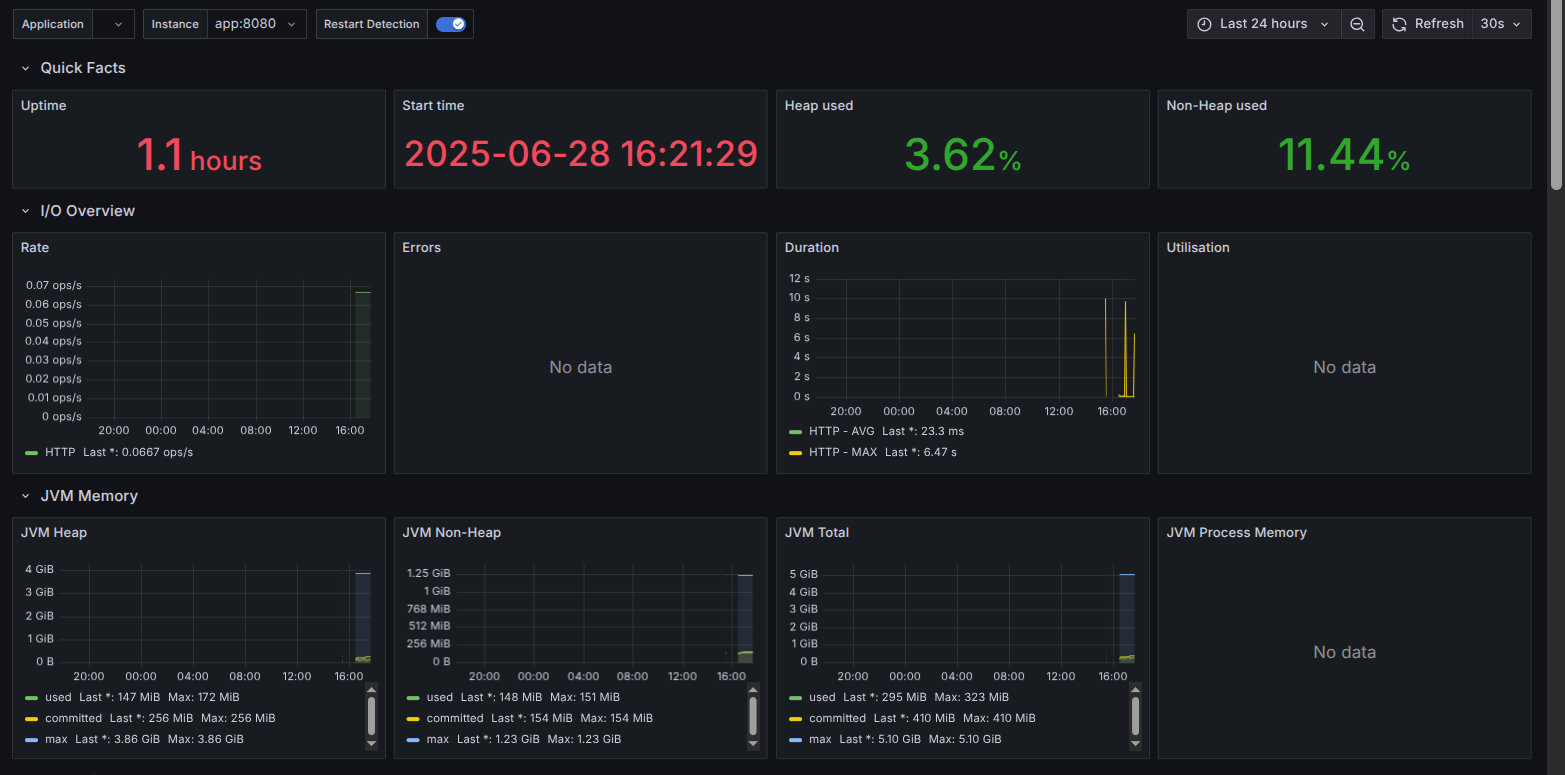 Application
Instance app:8080
Restart Detection
Last 24 hours
Refresh 30s
Quick Facts
Uptime
1.1 hours
Start time
2025-06-28 16:21:29
Heap used
3.62%
Non-Heap used
11.44%
I/O Overview
Rate
0.07 ops/s
0.06 ops/s
0.05 ops/s
0.04 ops/s
0.03 ops/s
0.02 ops/s
0.01 ops/s
0 ops/s
20:00 00:00 04:00 08:00 12:00 16:00
HTTP Last *: 0.0667 ops/s
Errors
No data
Duration
12 s
10 s
8 s
6 s
4 s
2 s
0 s
20:00 00:00 04:00 08:00 12:00 16:00
HTTP - AVG Last *: 23.3 ms
HTTP - MAX Last *: 6.47 s
Utilisation
No data
JVM Memory
JVM Heap
4 GiB
3 GiB
2 GiB
1 GiB
0 B
20:00 00:00 04:00 08:00 12:00 16:00
used Last *: 147 MiB Max: 172 MiB
committed Last *: 256 MiB Max: 256 MiB
max Last *: 3.86 GiB Max: 3.86 GiB
JVM Non-Heap
1.25 GiB
1 GiB
768 MiB
512 MiB
256 MiB
0 B
20:00 00:00 04:00 08:00 12:00 16:00
used Last *: 148 MiB Max: 151 MiB
committed Last *: 154 MiB Max: 154 MiB
max Last *: 1.23 GiB Max: 1.23 GiB
JVM Total
5 GiB
4 GiB
3 GiB
2 GiB
1 GiB
0 B
20:00 00:00 04:00 08:00 12:00 16:00
used Last *: 295 MiB Max: 323 MiB
committed Last *: 410 MiB Max: 410 MiB
max Last *: 5.10 GiB Max: 5.10 GiB
JVM Process Memory
No data